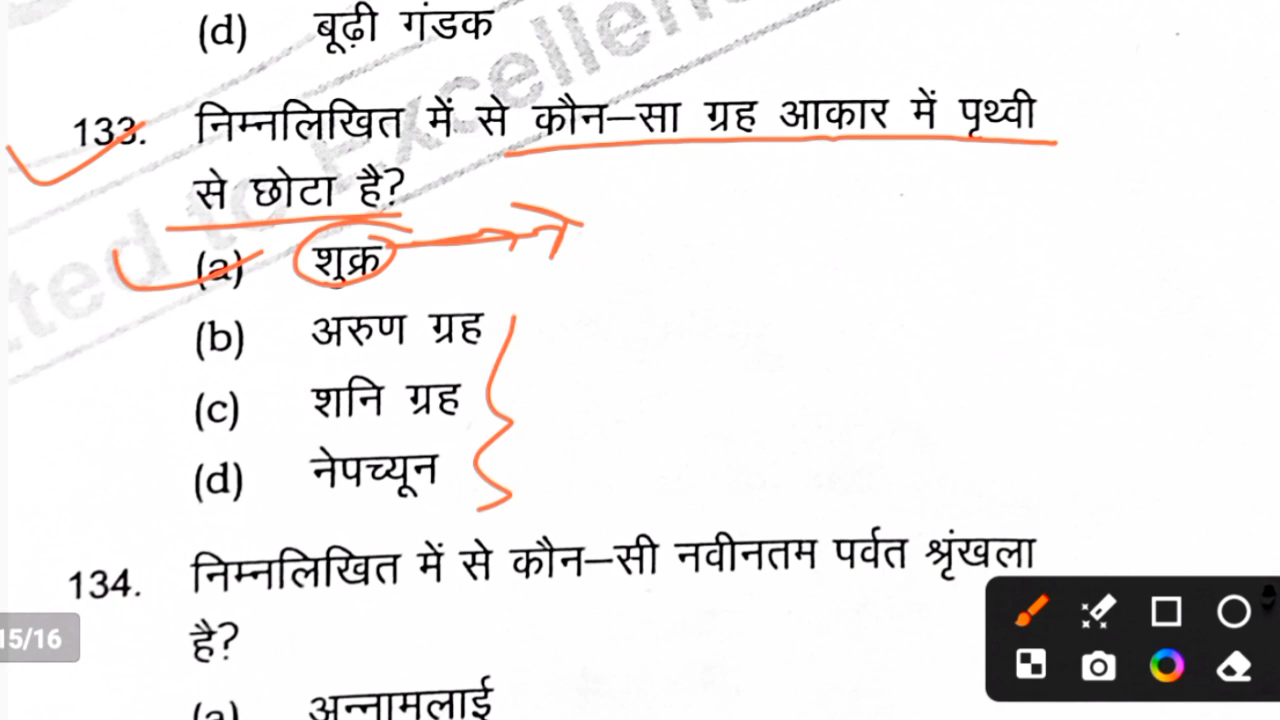 (d) बूढ़ी गंडक
133. निम्नलिखित में से कौन–सा ग्रह आकार में पृथ्वी
से छोटा है?
(a) शुक्र
(b) अरुण ग्रह
(c) शनि ग्रह
(d) नेपच्यून
134. निम्नलिखित में से कौन–सी नवीनतम पर्वत श्रृंखला
है?
15/16
(a) अन्नामलाई